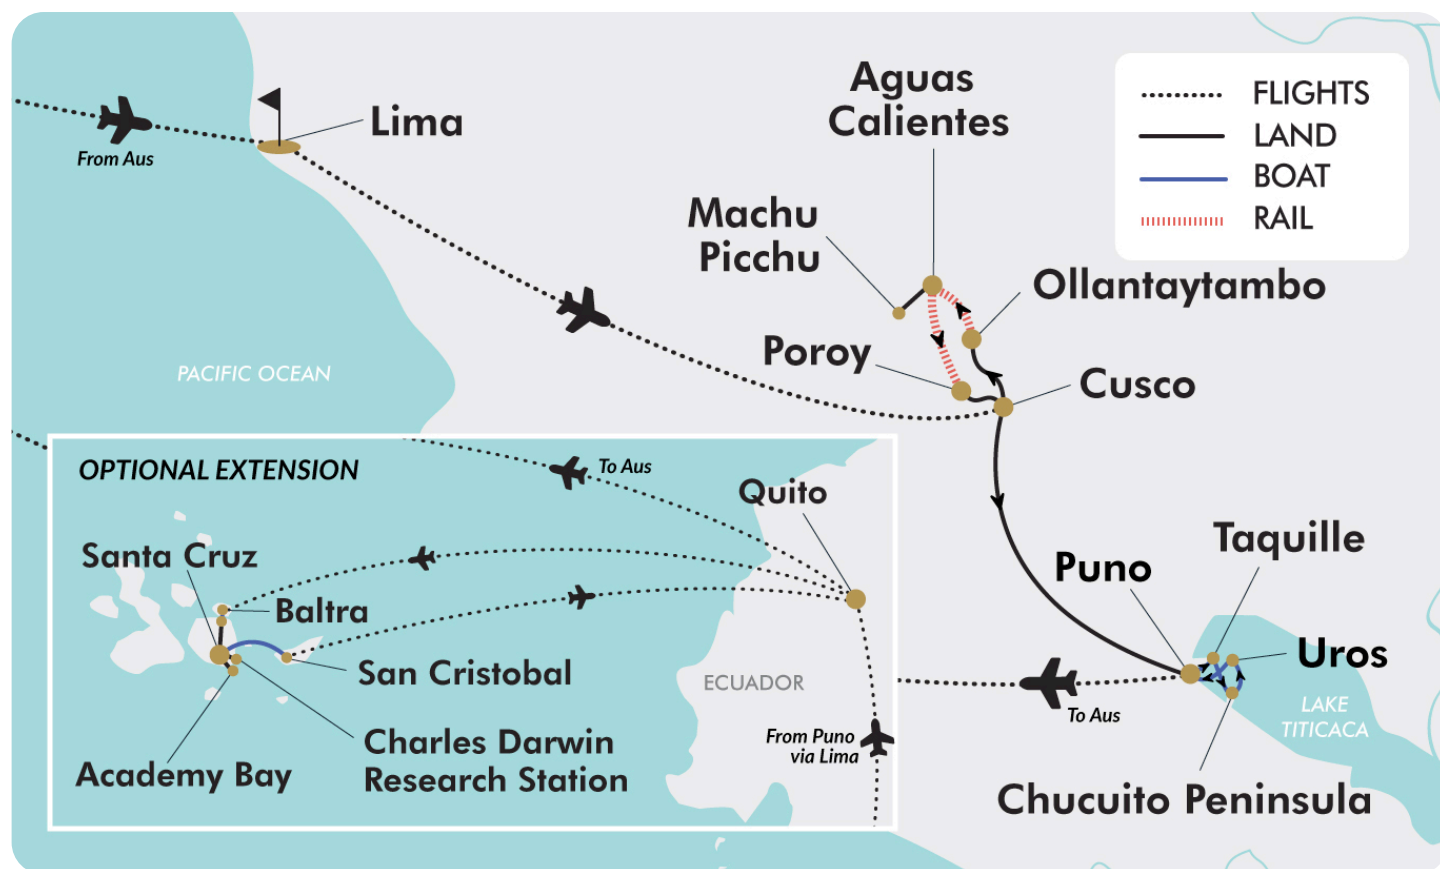 Lima
From Aus
PACIFIC OCEAN
Aguas
Calientes
Machu
Picchu
Ollantaytambo
Poroy
Cusco
FLIGHTS
LAND
BOAT
RAIL
Taquille
Puno
Uros
LAKE
TITICACA
To Aus
Chucuito Peninsula
OPTIONAL EXTENSION
To Aus
Quito
Santa Cruz
Baltra
San Cristobal
ECUADOR
From Puno
via Lima
Charles Darwin
Research Station
Academy Bay